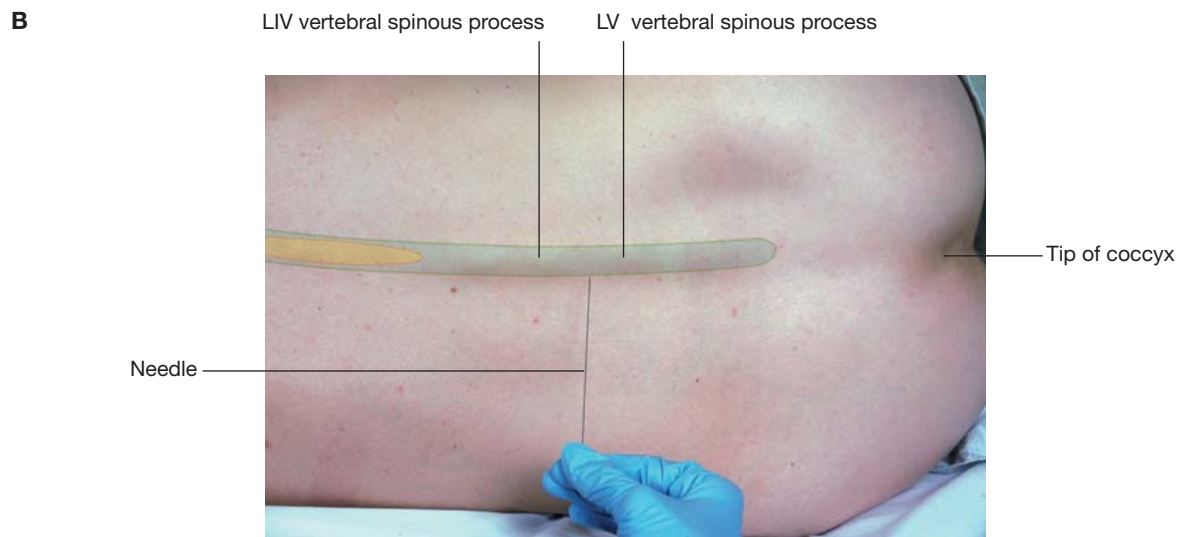 B
LIV vertebral spinous process
LV vertebral spinous process
Tip of coccyx
Needle